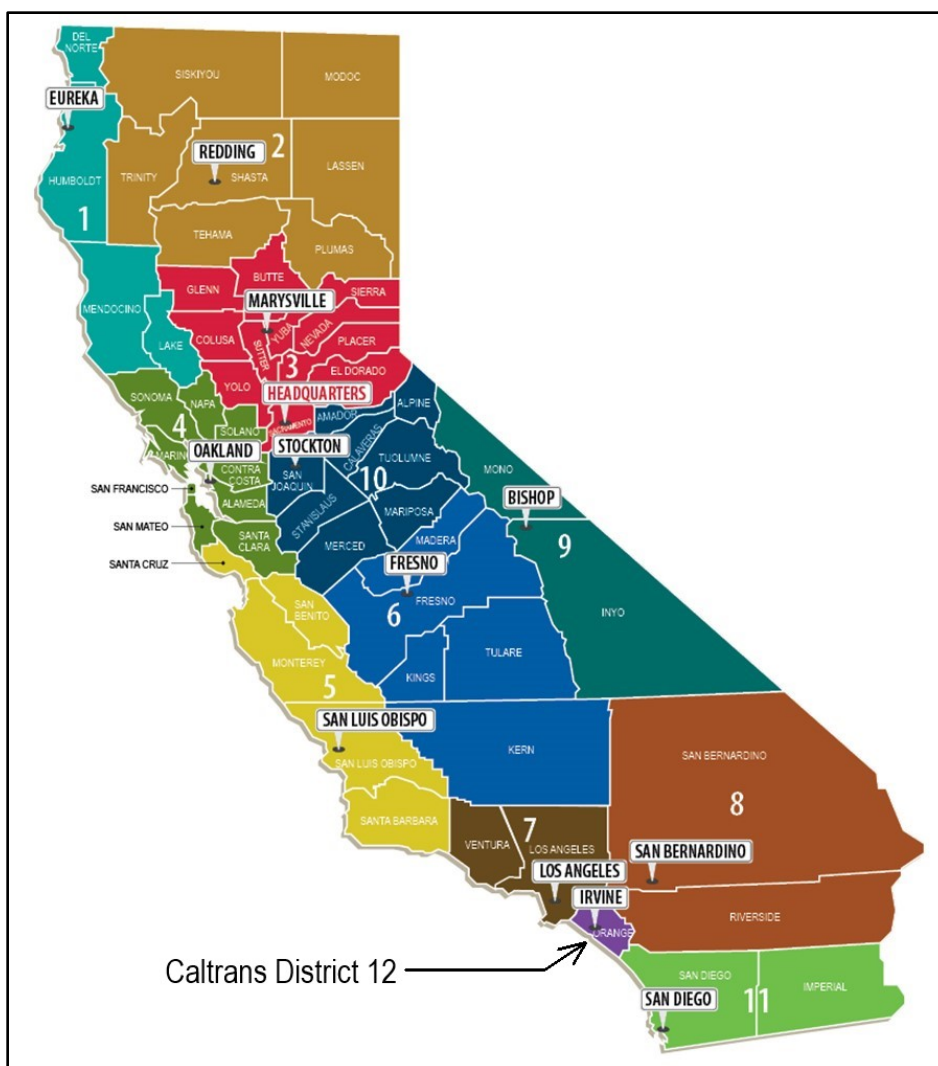 DEL
NORTE
SISKIYOU
MODOC
EUREKA
REDDING
2
SHASTA
LASSEN
HUMBOLDT
TRINITY
1
TEHAMA
PLUMAS
BUTTE
GLENN
SIERRA
MENDOCINO
MARYSVILLE
YUBA
NEVADA
COLUSA
SUTTER
PLACER
LAKE
3
EL DORADO
YOLO
HEADQUARTERS
SACRAMENTO
SONOMA
NAPA
4
SOLANO
AMADOR
ALPINE
MARIN
OAKLAND
STOCKTON
CALAVERAS
TUOLUMNE
MONO
CONTRA
COSTA
SAN
JOAQUIN
10
SAN FRANCISCO
ALAMEDA
STANISLAUS
MARIPOSA
BISHOP
SAN MATEO
SANTA
CLARA
MERCED
MADERA
9
SANTA CRUZ
FRESNO
FRESNO
6
INYO
SAN
BENITO
MONTEREY
TULARE
KINGS
5
SAN LUIS OBISPO
KERN
SAN LUIS OBISPO
SAN BERNARDINO
8
SANTA BARBARA
7
VENTURA
LOS ANGELES
SAN BERNARDINO
LOS ANGELES
IRVINE
ORANGE
RIVERSIDE
Caltrans District 12
SAN DIEGO
IMPERIAL
SAN DIEGO
11